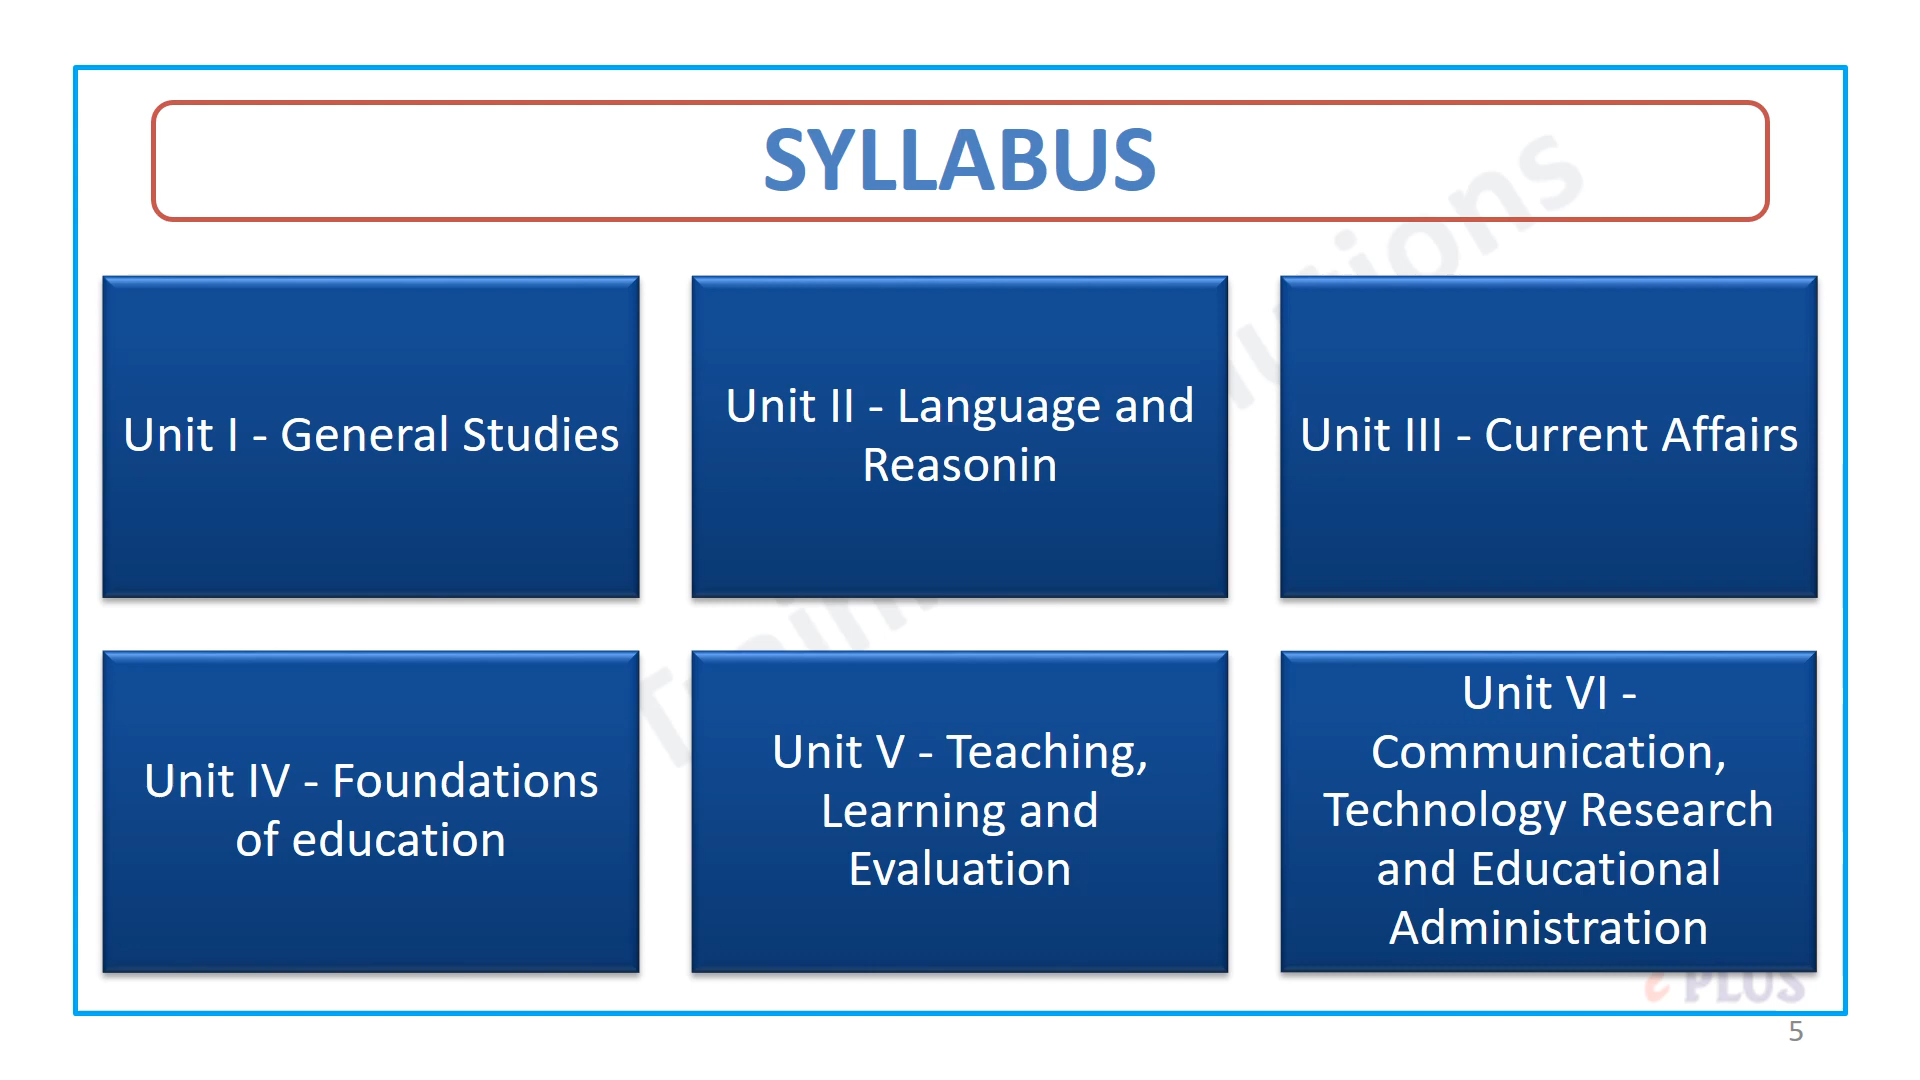 SYLLABUS
Unit I - General Studies
Unit II - Language and
Reasonin
Unit III - Current Affairs
Unit IV - Foundations
of education
Unit V - Teaching,
Learning and
Evaluation
Unit VI -
Communication,
Technology Research
and Educational
Administration
e PLUS
5